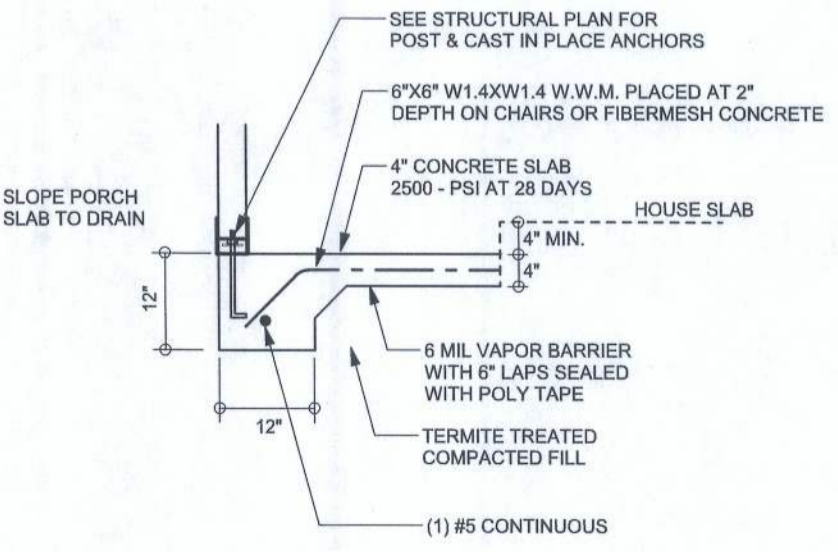 SEE STRUCTURAL PLAN FOR
POST & CAST IN PLACE ANCHORS
6"X6" W1.4XW1.4 W.W.M. PLACED AT 2"
DEPTH ON CHAIRS OR FIBERMESH CONCRETE
4" CONCRETE SLAB
2500 - PSI AT 28 DAYS
SLOPE PORCH
SLAB TO DRAIN
HOUSE SLAB
4" MIN.
4"
12"
6 MIL VAPOR BARRIER
WITH 6" LAPS SEALED
WITH POLY TAPE
12"
TERMITE TREATED
COMPACTED FILL
(1) #5 CONTINUOUS